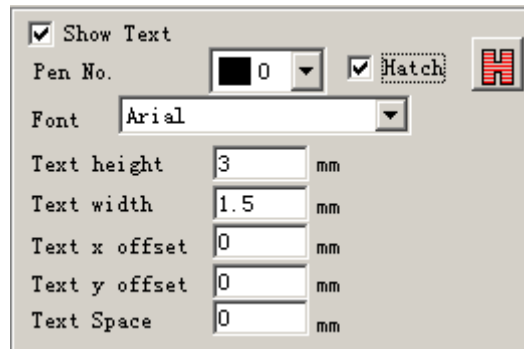 Show Text
Pen No. 0 Hatch H
Font Arial
Text height 3 mm
Text width 1.5 mm
Text x offset 0 mm
Text y offset 0 mm
Text Space 0 mm